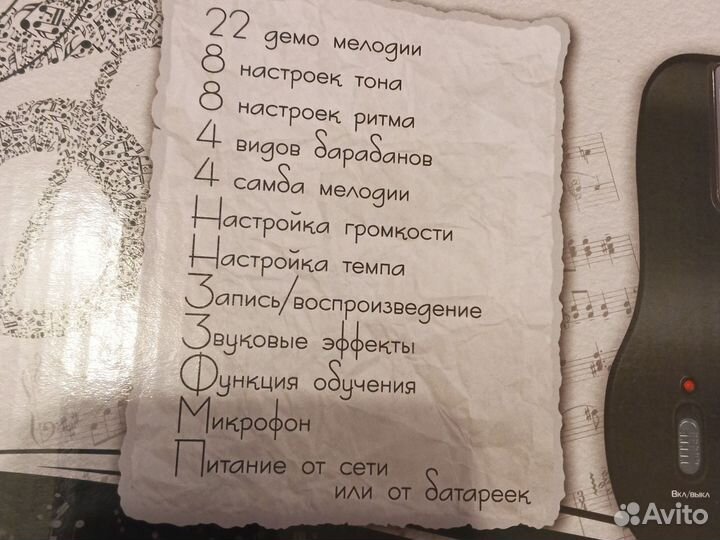 22 демо мелодии
8 настроек тона
8 настроек ритма
4 видов барабанов
4 самба мелодии
Настройка громкости
Настройка темпа
Запись/воспроизведение
Звуковые эффекты
Функция обучения
Микрофон
Питание от сети
или от батареек
Вкл/выкл
Avito